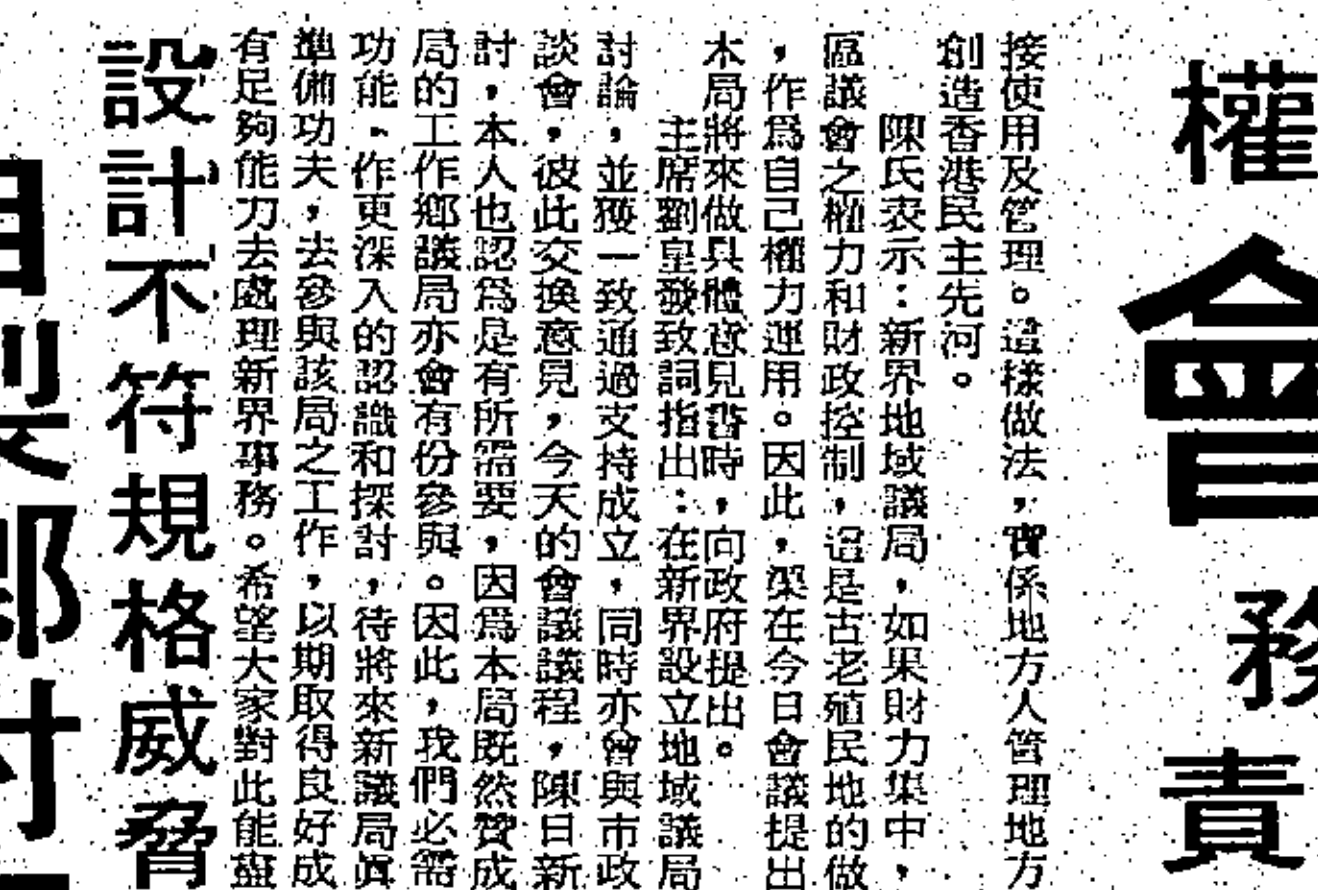 權會務責
接使用及管理。這樣做法，實係地方人管理地方
創造香港民主先河。
陳氏表示：新界地域議局，如果財力集中，
區議會之權力和財政控制，這是古老殖民地的做
，作爲自己權力運用。因此，渠在今日會議提出
本局將來做具體意見書時，向政府提出。
主席劉皇發致詞指出：在新界設立地域議局
討論，並獲一致通過支持成立，同時亦會與市政
談會，彼此交換意見，今天的會議議程，陳日新
討，本人也認爲是有所需要，因爲本局既然贊成
局的工作鄉議局亦會有份參與。因此，我們必需
功能、作更深入的認識和探討，待將來新議局眞
準備功夫，去參與該局之工作，以期取得良好成
有足夠能力去處理新界事務。希望大家對此能盡
設計不符規格威脅